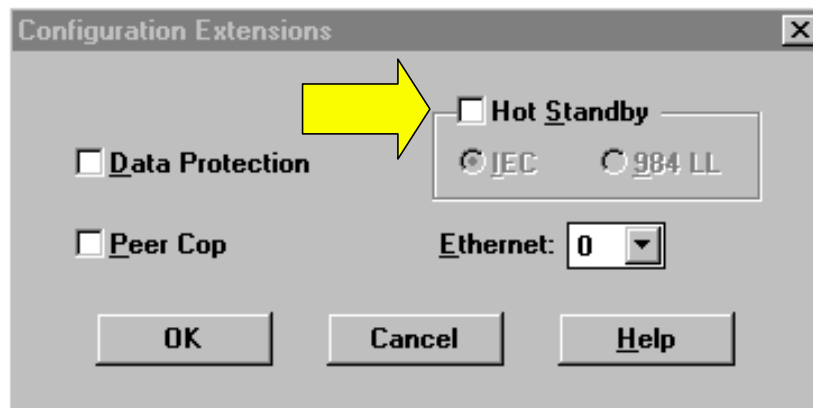 Configuration Extensions
Hot Standby
Data Protection
IEC 984 LL
Peer Cop
Ethernet: 0
OK Cancel Help